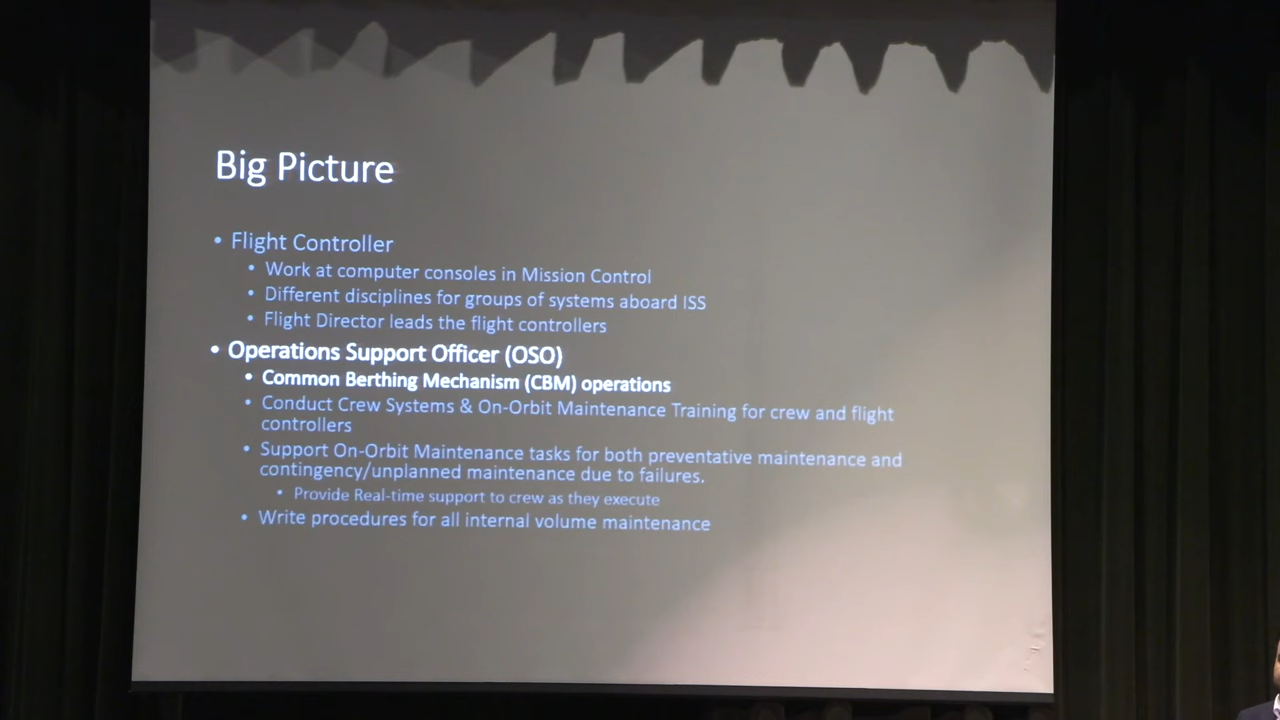 Big Picture
• Flight Controller
• Work at computer consoles in Mission Control
• Different disciplines for groups of systems aboard ISS
• Flight Director leads the flight controllers
• Operations Support Officer (OSO)
• Common Berthing Mechanism (CBM) operations
• Conduct Crew Systems & On-Orbit Maintenance Training for crew and flight
controllers
• Support On-Orbit Maintenance tasks for both preventative maintenance and
contingency/unplanned maintenance due to failures.
• Provide Real-time support to crew as they execute
• Write procedures for all internal volume maintenance